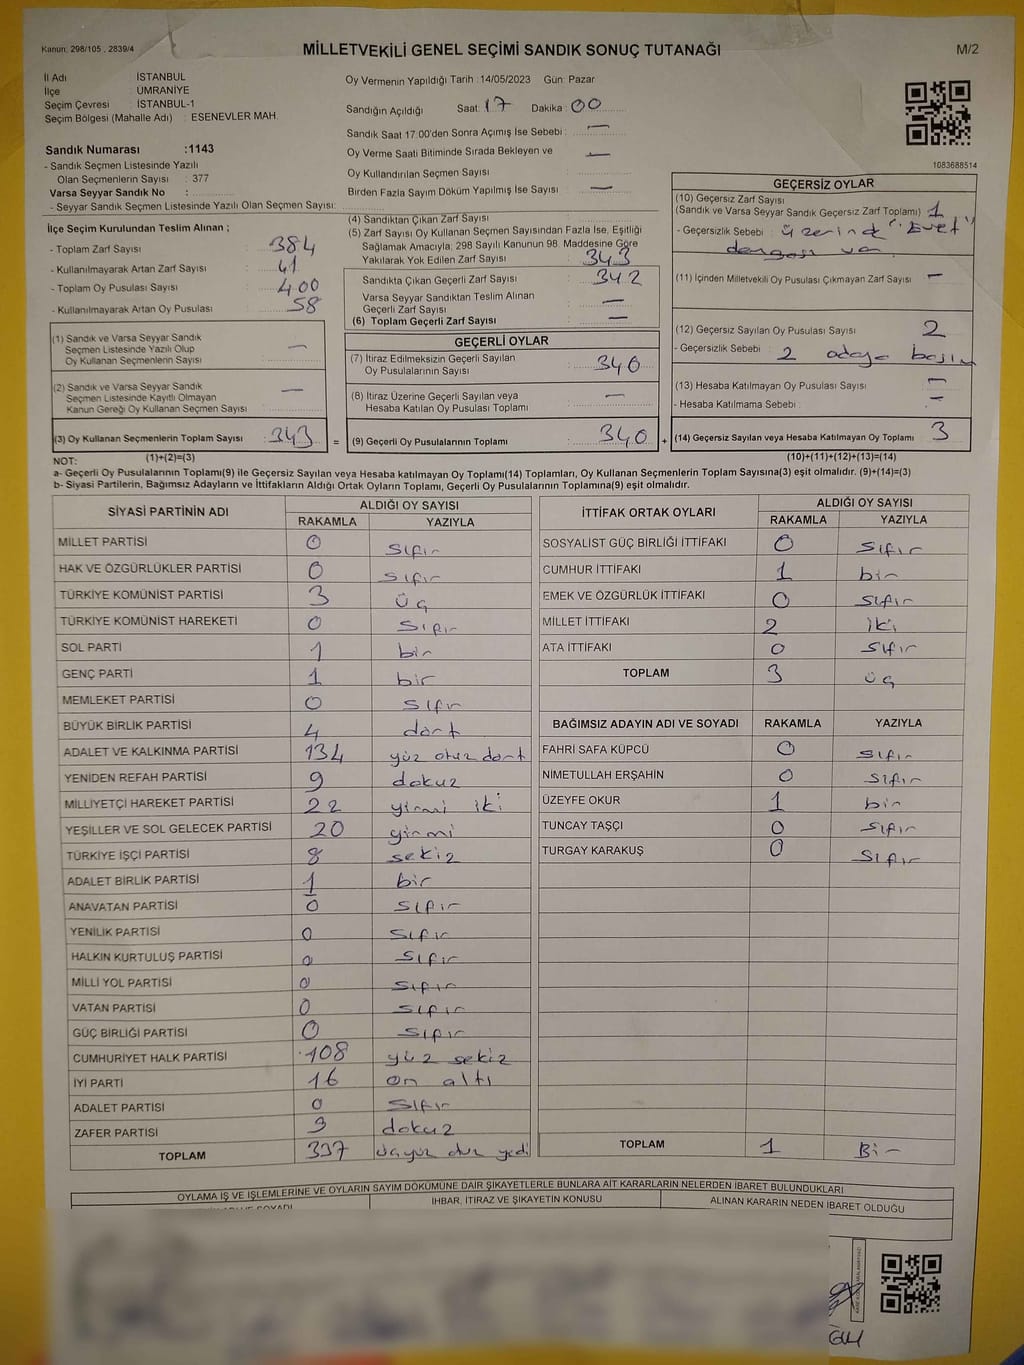 Kanun: 298/105 , 2839/4
MİLLETVEKİLİ GENEL SEÇİMİ SANDIK SONUÇ TUTANAĞI
M/2
İl Adı : İSTANBUL
İlçe : ÜMRANİYE
Seçim Çevresi : İSTANBUL-1
Seçim Bölgesi (Mahalle Adı) : ESENEVLER MAH.
Sandık Numarası :1143
- Sandık Seçmen Listesinde Yazılı
Olan Seçmenlerin Sayısı : 377
Varsa Seyyar Sandık No :
- Seyyar Sandık Seçmen Listesinde Yazılı Olan Seçmen Sayısı:
Oy Vermenin Yapıldığı Tarih :14/05/2023 Gün: Pazar
Sandığın Açıldığı Saat: 17 Dakika: 00
Sandık Saat 17:00'den Sonra Açımış İse Sebebi : —
Oy Verme Saati Bitiminde Sırada Bekleyen ve
Oy Kullandırılan Seçmen Sayısı —
Birden Fazla Sayım Döküm Yapılmış İse Sayısı : —
1083688514
İlçe Seçim Kurulundan Teslim Alınan ;
- Toplam Zarf Sayısı : 384
- Kullanılmayarak Artan Zarf Sayısı : 41
- Toplam Oy Pusulası Sayısı : 400
- Kullanılmayarak Artan Oy Pusulası : 58
(1) Sandık ve Varsa Seyyar Sandık
Seçmen Listesinde Yazılı Olup
Oy Kullanan Seçmenlerin Sayısı : —
(2) Sandık ve Varsa Seyyar Sandık
Seçmen Listesinde Kayıtlı Olmayan
Kanun Gereği Oy Kullanan Seçmen Sayısı : —
(3) Oy Kullanan Seçmenlerin Toplam Sayısı : 343
(1)+(2)=(3)
(4) Sandıktan Çıkan Zarf Sayısı :
(5) Zarf Sayısı Oy Kullanan Seçmen Sayısından Fazla İse, Eşitliği
Sağlamak Amacıyla; 298 Sayılı Kanunun 98. Maddesine Göre
Yakılarak Yok Edilen Zarf Sayısı : 343
Sandıkta Çıkan Geçerli Zarf Sayısı : 342
Varsa Seyyar Sandıktan Teslim Alınan
Geçerli Zarf Sayısı : —
(6) Toplam Geçerli Zarf Sayısı : —
GEÇERLİ OYLAR
(7) İtiraz Edilmeksizin Geçerli Sayılan
Oy Pusulalarının Sayısı : 340
(8) İtiraz Üzerine Geçerli Sayılan veya
Hesaba Katılan Oy Pusulası Toplamı : —
= (9) Geçerli Oy Pusulalarının Toplamı : 340
GEÇERSİZ OYLAR
(10) Geçersiz Zarf Sayısı
(Sandık ve Varsa Seyyar Sandık Geçersiz Zarf Toplamı) : 1
- Geçersizlik Sebebi : üzerinde "Evet"
damgası var
(11) İçinden Milletvekili Oy Pusulası Çıkmayan Zarf Sayısı : —
(12) Geçersiz Sayılan Oy Pusulası Sayısı : 2
- Geçersizlik Sebebi : 2 adaya basım
(13) Hesaba Katılmayan Oy Pusulası Sayısı : —
- Hesaba Katılmama Sebebi : —
+ (14) Geçersiz Sayılan veya Hesaba Katılmayan Oy Toplamı : 3
(10)+(11)+(12)+(13)=(14)
NOT:
a- Geçerli Oy Pusulalarının Toplamı(9) ile Geçersiz Sayılan veya Hesaba katılmayan Oy Toplamı(14) Toplamları, Oy Kullanan Seçmenlerin Toplam Sayısına(3) eşit olmalıdır. (9)+(14)=(3)
b- Siyasi Partilerin, Bağımsız Adayların ve İttifakların Aldığı Ortak Oyların Toplamı, Geçerli Oy Pusulalarının Toplamına(9) eşit olmalıdır.
SİYASİ PARTİNİN ADI ALDIĞI OY SAYISI
RAKAMLA YAZIYLA
MİLLET PARTİSİ 0 sıfır
HAK VE ÖZGÜRLÜKLER PARTİSİ 0 sıfır
TÜRKİYE KOMÜNİST PARTİSİ 3 üç
TÜRKİYE KOMÜNİST HAREKETİ 0 sıfır
SOL PARTİ 1 bir
GENÇ PARTİ 1 bir
MEMLEKET PARTİSİ 0 sıfır
BÜYÜK BİRLİK PARTİSİ 4 dört
ADALET VE KALKINMA PARTİSİ 134 yüz otuz dört
YENİDEN REFAH PARTİSİ 9 dokuz
MİLLİYETÇİ HAREKET PARTİSİ 22 yirmi iki
YEŞİLLER VE SOL GELECEK PARTİSİ 20 yirmi
TÜRKİYE İŞÇİ PARTİSİ 8 sekiz
ADALET BİRLİK PARTİSİ 1 bir
ANAVATAN PARTİSİ 0 sıfır
YENİLİK PARTİSİ 0 sıfır
HALKIN KURTULUŞ PARTİSİ 0 sıfır
MİLLİ YOL PARTİSİ 0 sıfır
VATAN PARTİSİ 0 sıfır
GÜÇ BİRLİĞİ PARTİSİ 0 sıfır
CUMHURİYET HALK PARTİSİ 108 yüz sekiz
İYİ PARTİ 16 on altı
ADALET PARTİSİ 0 sıfır
ZAFER PARTİSİ 9 dokuz
TOPLAM 337 üçyüz otuz yedi
İTTİFAK ORTAK OYLARI ALDIĞI OY SAYISI
RAKAMLA YAZIYLA
SOSYALİST GÜÇ BİRLİĞİ İTTİFAKI 0 sıfır
CUMHUR İTTİFAKI 1 bir
EMEK VE ÖZGÜRLÜK İTTİFAKI 0 sıfır
MİLLET İTTİFAKI 2 iki
ATA İTTİFAKI 0 sıfır
TOPLAM 3 üç
BAĞIMSIZ ADAYIN ADI VE SOYADI RAKAMLA YAZIYLA
FAHRİ SAFA KÜPCÜ 0 sıfır
NİMETULLAH ERŞAHİN 0 sıfır
ÜZEYFE OKUR 1 bir
TUNCAY TAŞÇI 0 sıfır
TURGAY KARAKUŞ 0 sıfır
TOPLAM 1 Bir
OYLAMA İŞ VE İŞLEMLERİNE VE OYLARIN SAYIM DÖKÜMÜNE DAİR ŞİKAYETLERLE BUNLARA AİT KARARLARIN NELERDEN İBARET BULUNDUKLARI
İHBAR, İTİRAZ VE ŞİKAYETİN KONUSU
ALINAN KARARIN NEDEN İBARET OLDUĞU